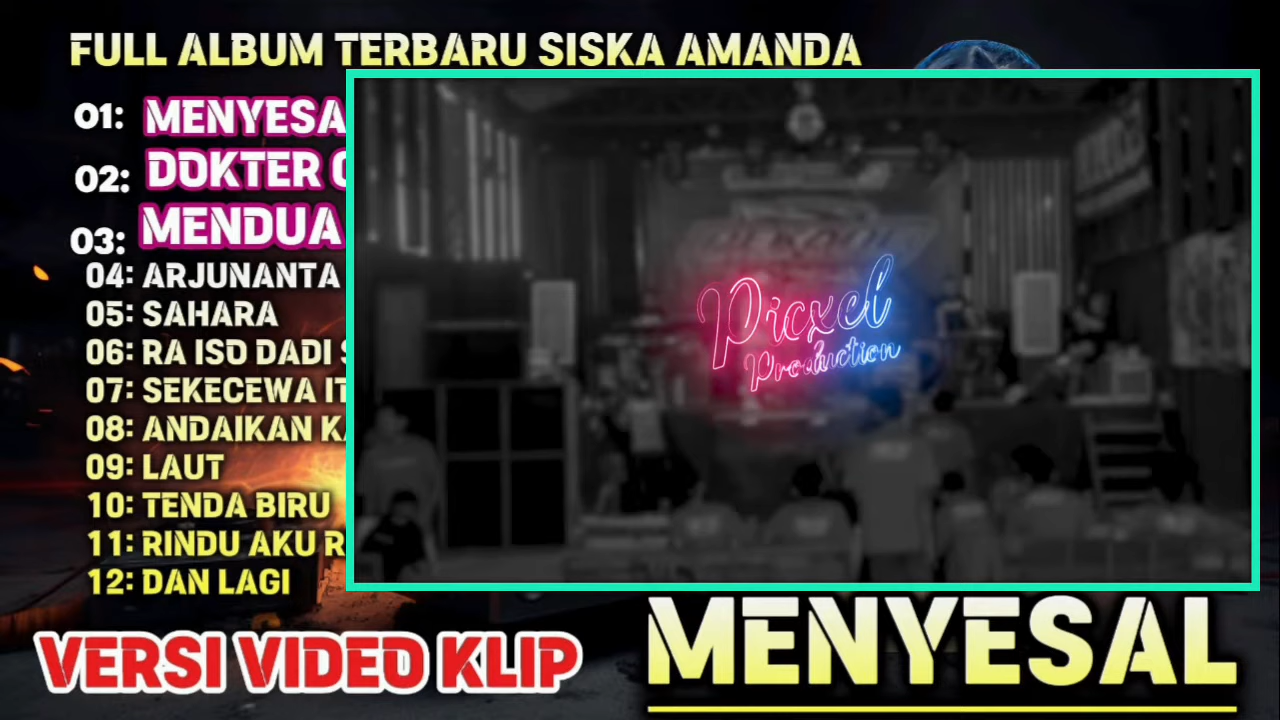 FULL ALBUM TERBARU SISKA AMANDA
01: MENYESA
02: DOKTER
03: MENDUA
04: ARJUNANTA
05: SAHARA
06: RA ISO DADI
07: SEKECEWA IT
08: ANDAIKAN KA
09: LAUT
10: TENDA BIRU
11: RINDU AKU R
12: DAN LAGI
Picxel
Production
VERSI VIDEO KLIP
MENYESAL